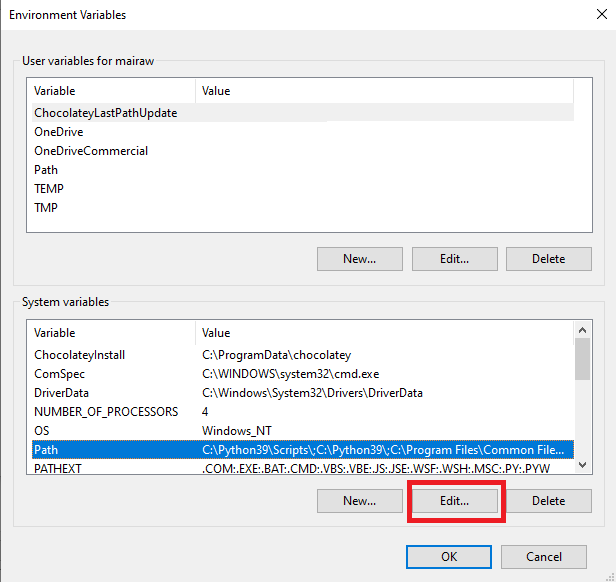 Environment Variables
User variables for mairaw
Variable Value
ChocolateyLastPathUpdate
OneDrive
OneDriveCommercial
Path
TEMP
TMP
New... Edit... Delete
System variables
Variable Value
ChocolateyInstall C:\ProgramData\chocolatey
ComSpec C:\WINDOWS\system32\cmd.exe
DriverData C:\Windows\System32\Drivers\DriverData
NUMBER_OF_PROCESSORS 4
OS Windows_NT
Path C:\Python39\Scripts\;C:\Python39\;C:\Program Files\Common File...
PATHEXT .COM;.EXE;.BAT;.CMD;.VBS;.VBE;.JS;.JSE;.WSF;.WSH;.MSC;.PY;.PYW
New... Edit... Delete
OK Cancel